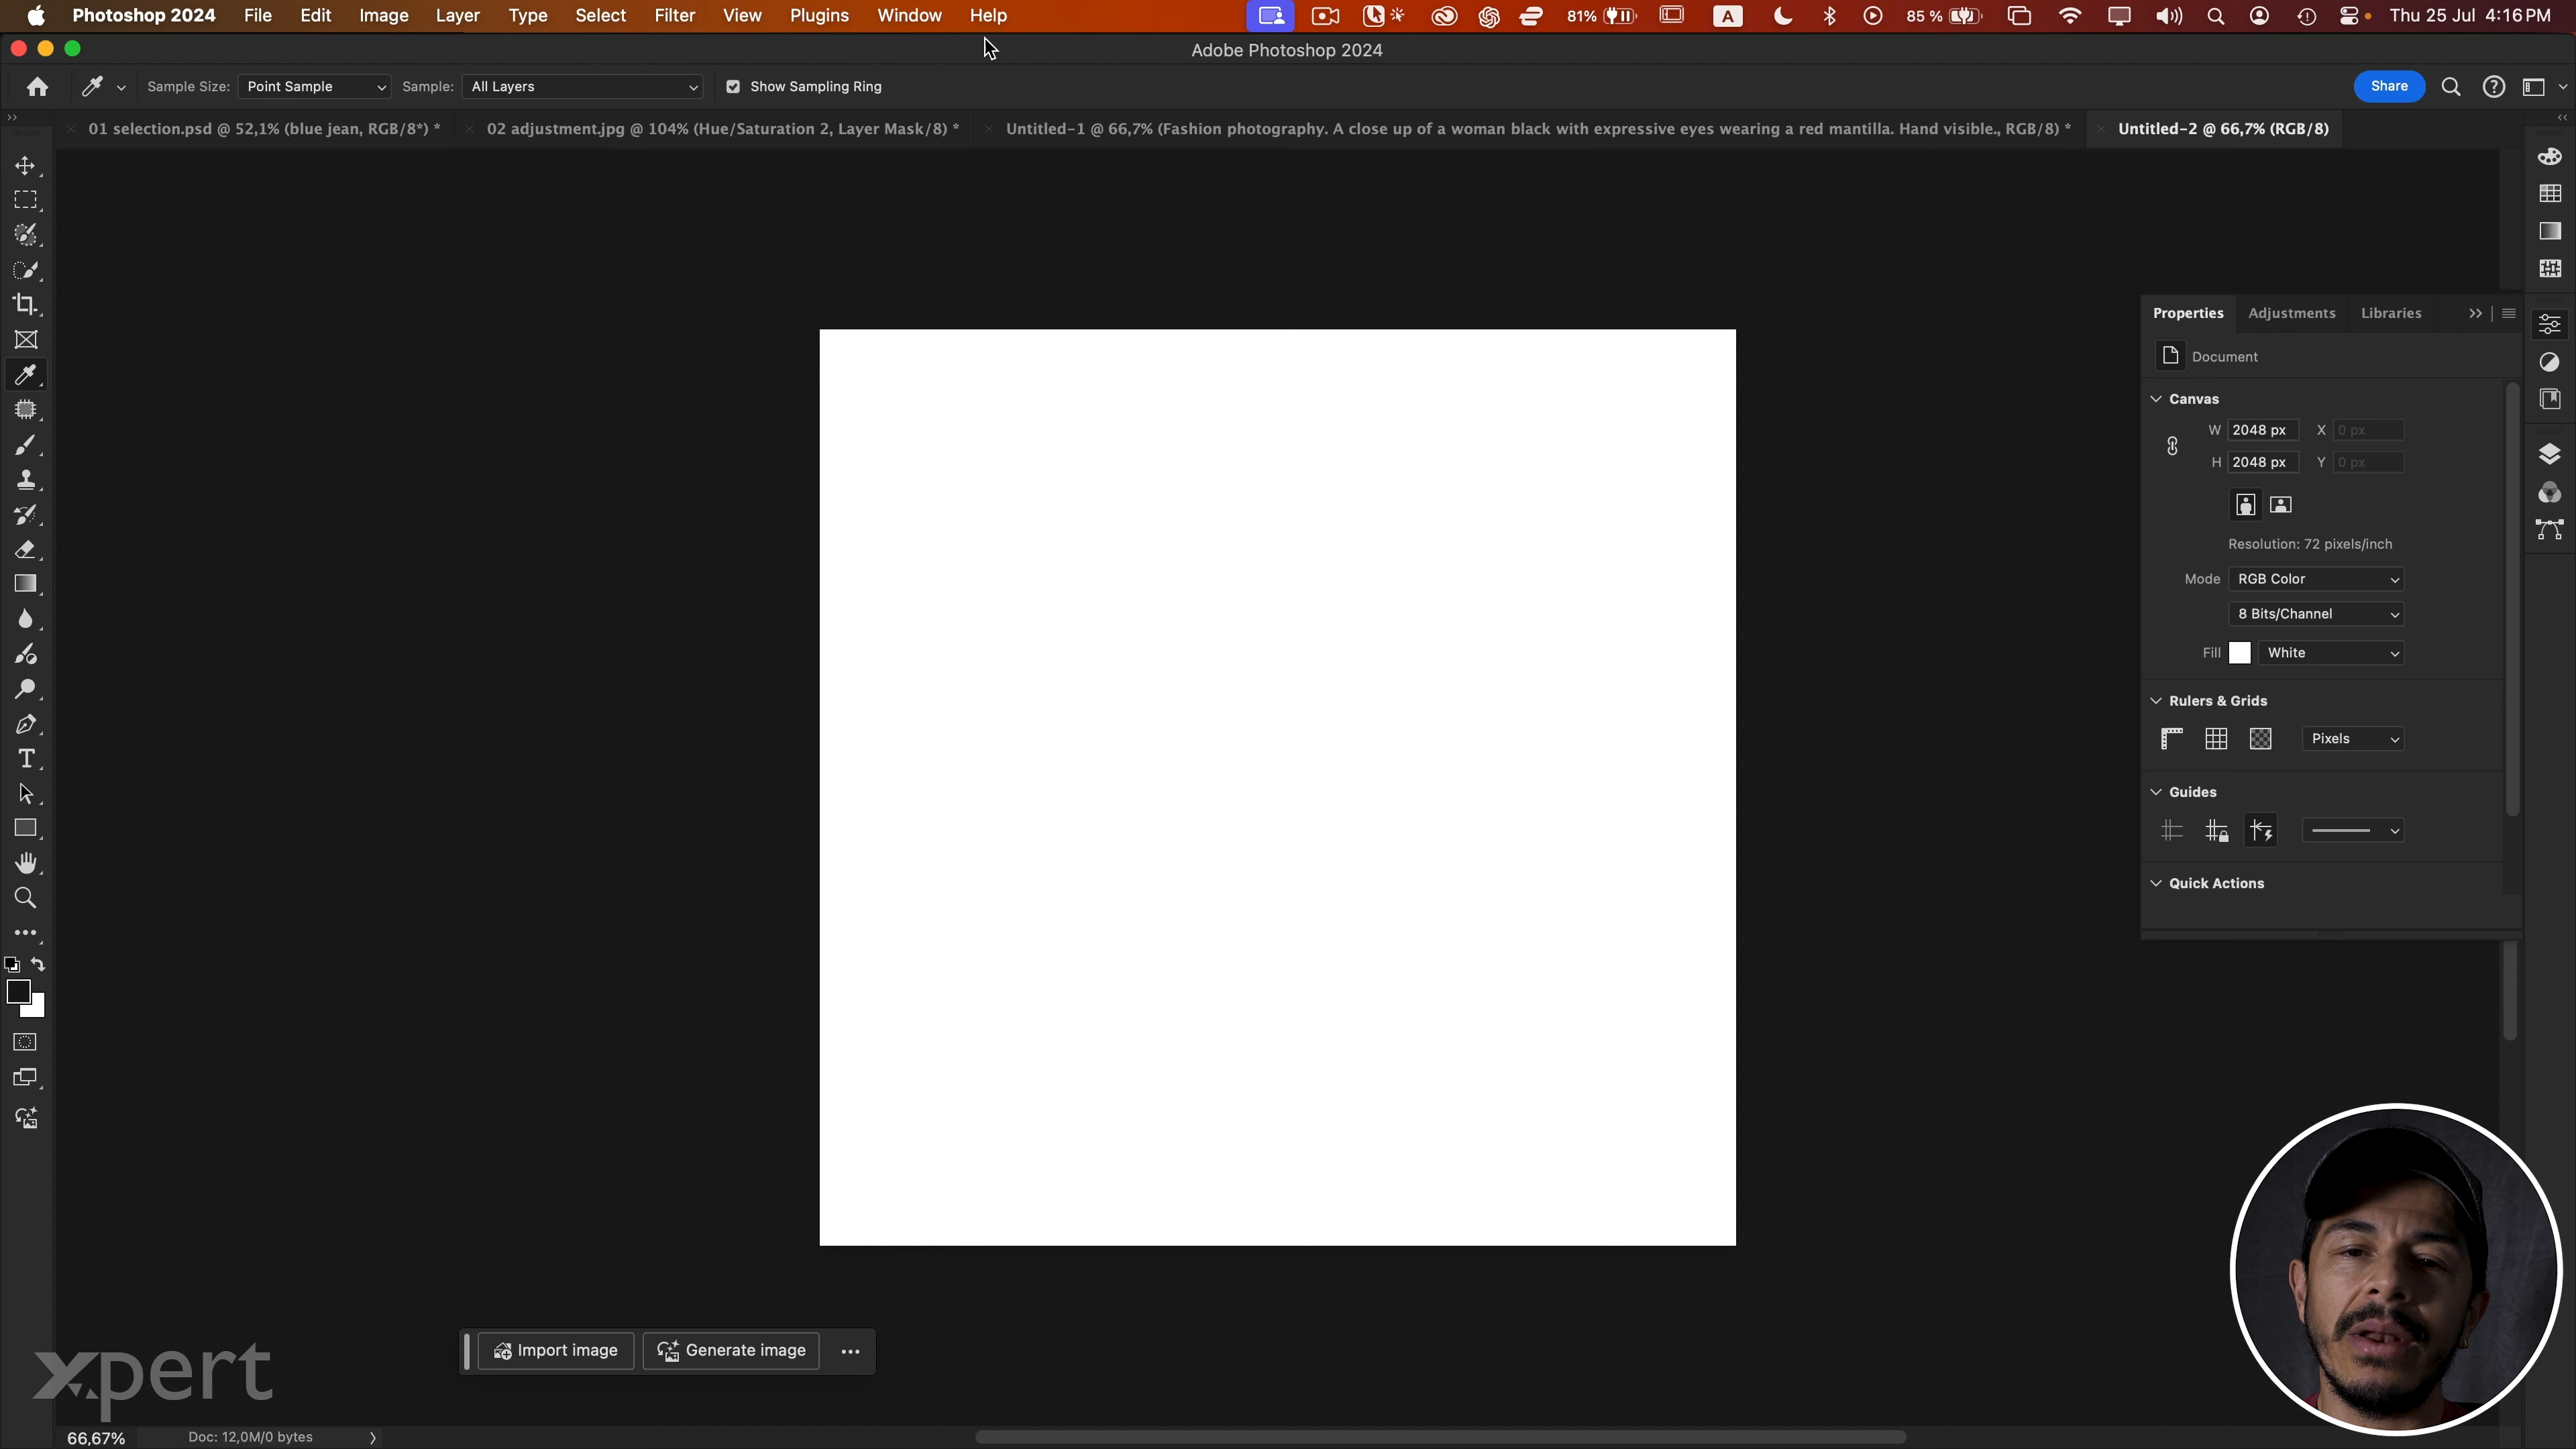 Photoshop 2024 File Edit Image Layer Type Select Filter View Plugins Window Help 81% A 85 % Thu 25 Jul 4:16 PM
Adobe Photoshop 2024
Sample Size: Point Sample Sample: All Layers Show Sampling Ring Share
01 selection.psd @ 52,1% (blue jean, RGB/8*) * 02 adjustment.jpg @ 104% (Hue/Saturation 2, Layer Mask/8) * Untitled-1 @ 66,7% (Fashion photography. A close up of a woman black with expressive eyes wearing a red mantilla. Hand visible., RGB/8) * Untitled-2 @ 66,7% (RGB/8)
Properties Adjustments Libraries
Document
Canvas
W 2048 px X 0 px
H 2048 px Y 0 px
Resolution: 72 pixels/inch
Mode RGB Color
8 Bits/Channel
Fill White
Rulers & Grids
Pixels
Guides
Quick Actions
Import image Generate image
xpert
66,67% Doc: 12,0M/0 bytes